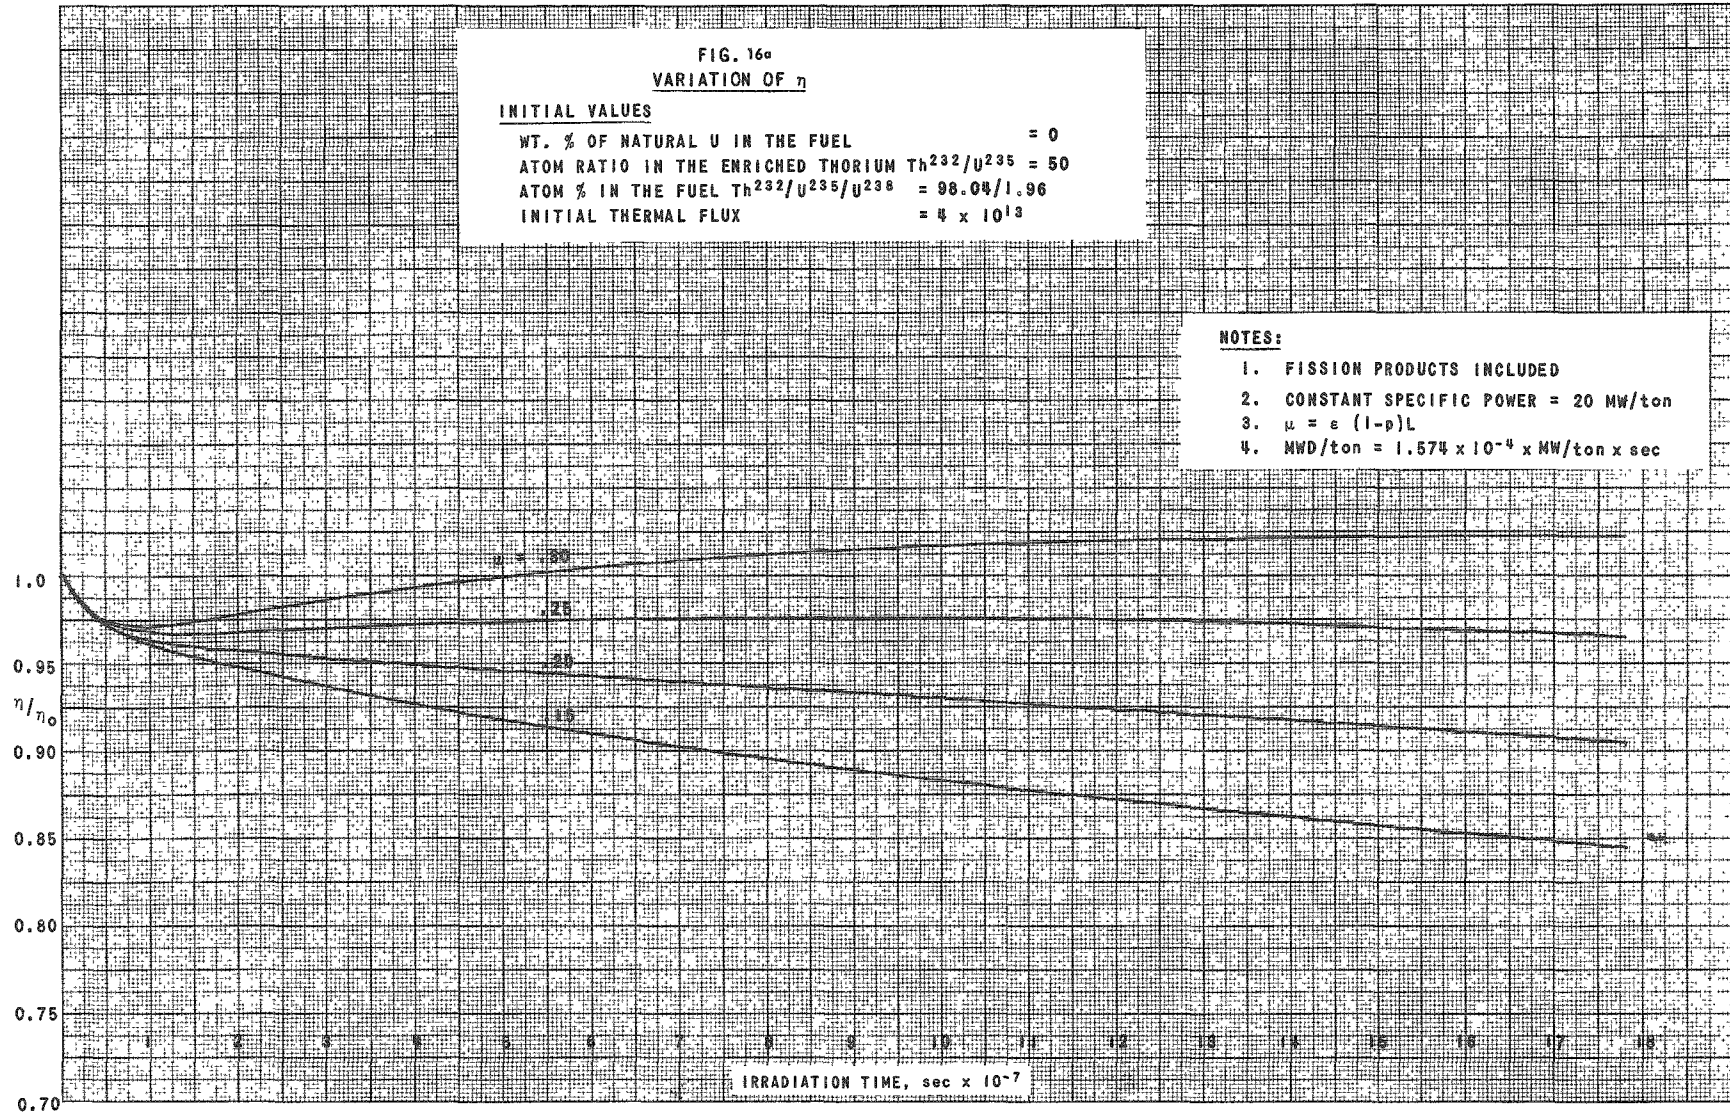 FIG. 16a
VARIATION OF η
INITIAL VALUES
WT. % OF NATURAL U IN THE FUEL = 0
ATOM RATIO IN THE ENRICHED THORIUM Th²³²/U²³⁵ = 50
ATOM % IN THE FUEL Th²³²/U²³⁵/U²³⁸ = 98.04/1.96
INITIAL THERMAL FLUX = 4 x 10¹³
NOTES:
1. FISSION PRODUCTS INCLUDED
2. CONSTANT SPECIFIC POWER = 20 MW/ton
3. μ = ε (1-p)L
4. MWD/ton = 1.574 x 10⁻⁴ x MW/ton x sec
μ = .30
.25
.20
.15
1.0
0.95
η/η₀
0.90
0.85
0.80
0.75
0.70
1 2 3 4 5 6 7 8 9 10 11 12 13 14 15 16 17 18
IRRADIATION TIME, sec x 10⁻⁷